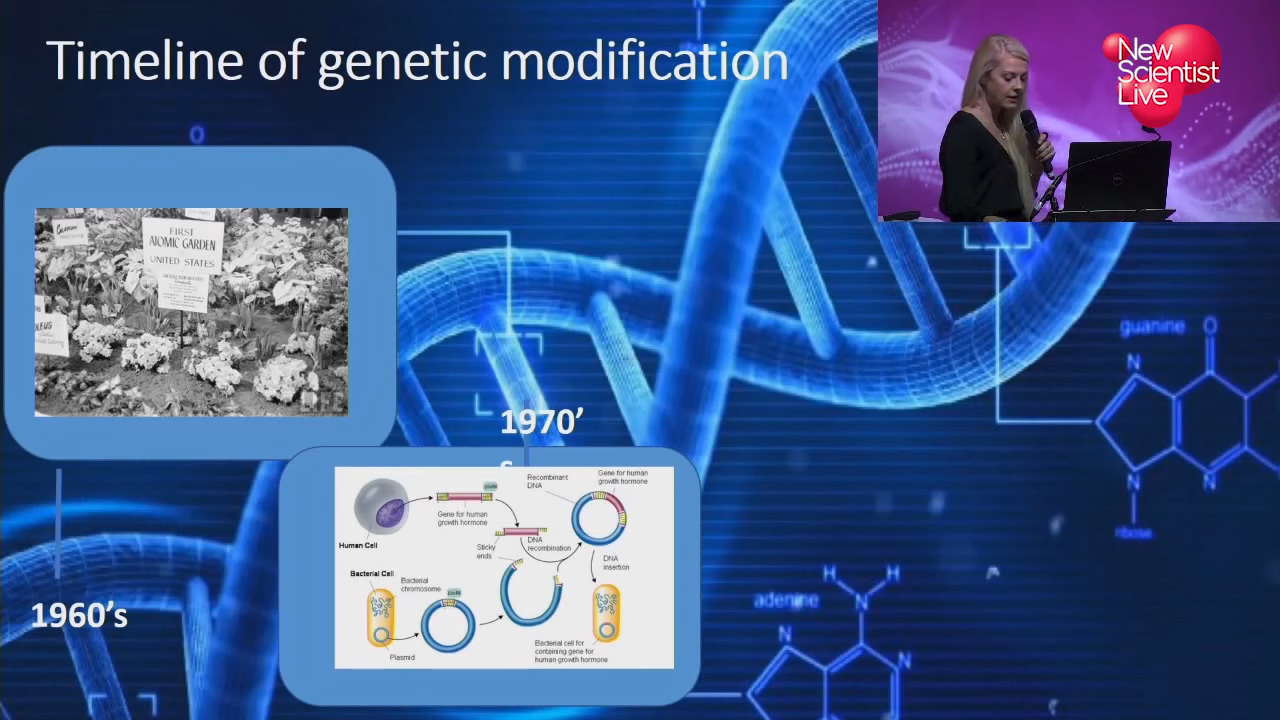 Timeline of genetic modification
New
Scientist
Live
O
FIRST
ATOMIC GARDEN
UNITED STATES
1960's
1970'
s
Human Cell
Gene for human
growth hormone
Recombinant
DNA
Gene for human
growth hormone
Sticky
ends
DNA
recombination
DNA
insertion
Bacterial Cell
Bacterial
chromosome
Plasmid
Bacterial cell for
containing gene for
human growth hormone
guanine
O
N
N
N
ribose
adenine
H
H
N
N
N